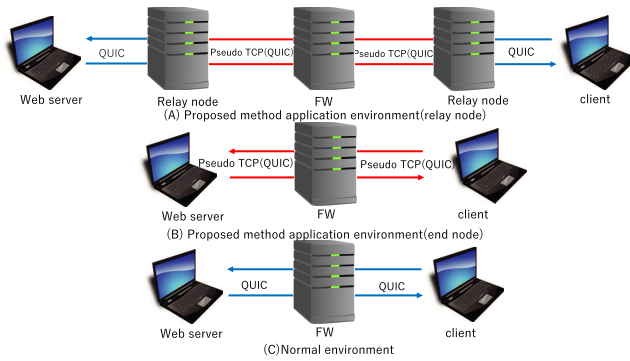 QUIC Pseudo TCP(QUIC) Pseudo TCP(QUIC) QUIC
Web server Relay node FW Relay node client
(A) Proposed method application environment(relay node)
Pseudo TCP(QUIC) Pseudo TCP(QUIC)
Web server FW client
(B) Proposed method application environment(end node)
QUIC QUIC
Web server FW client
(C)Normal environment